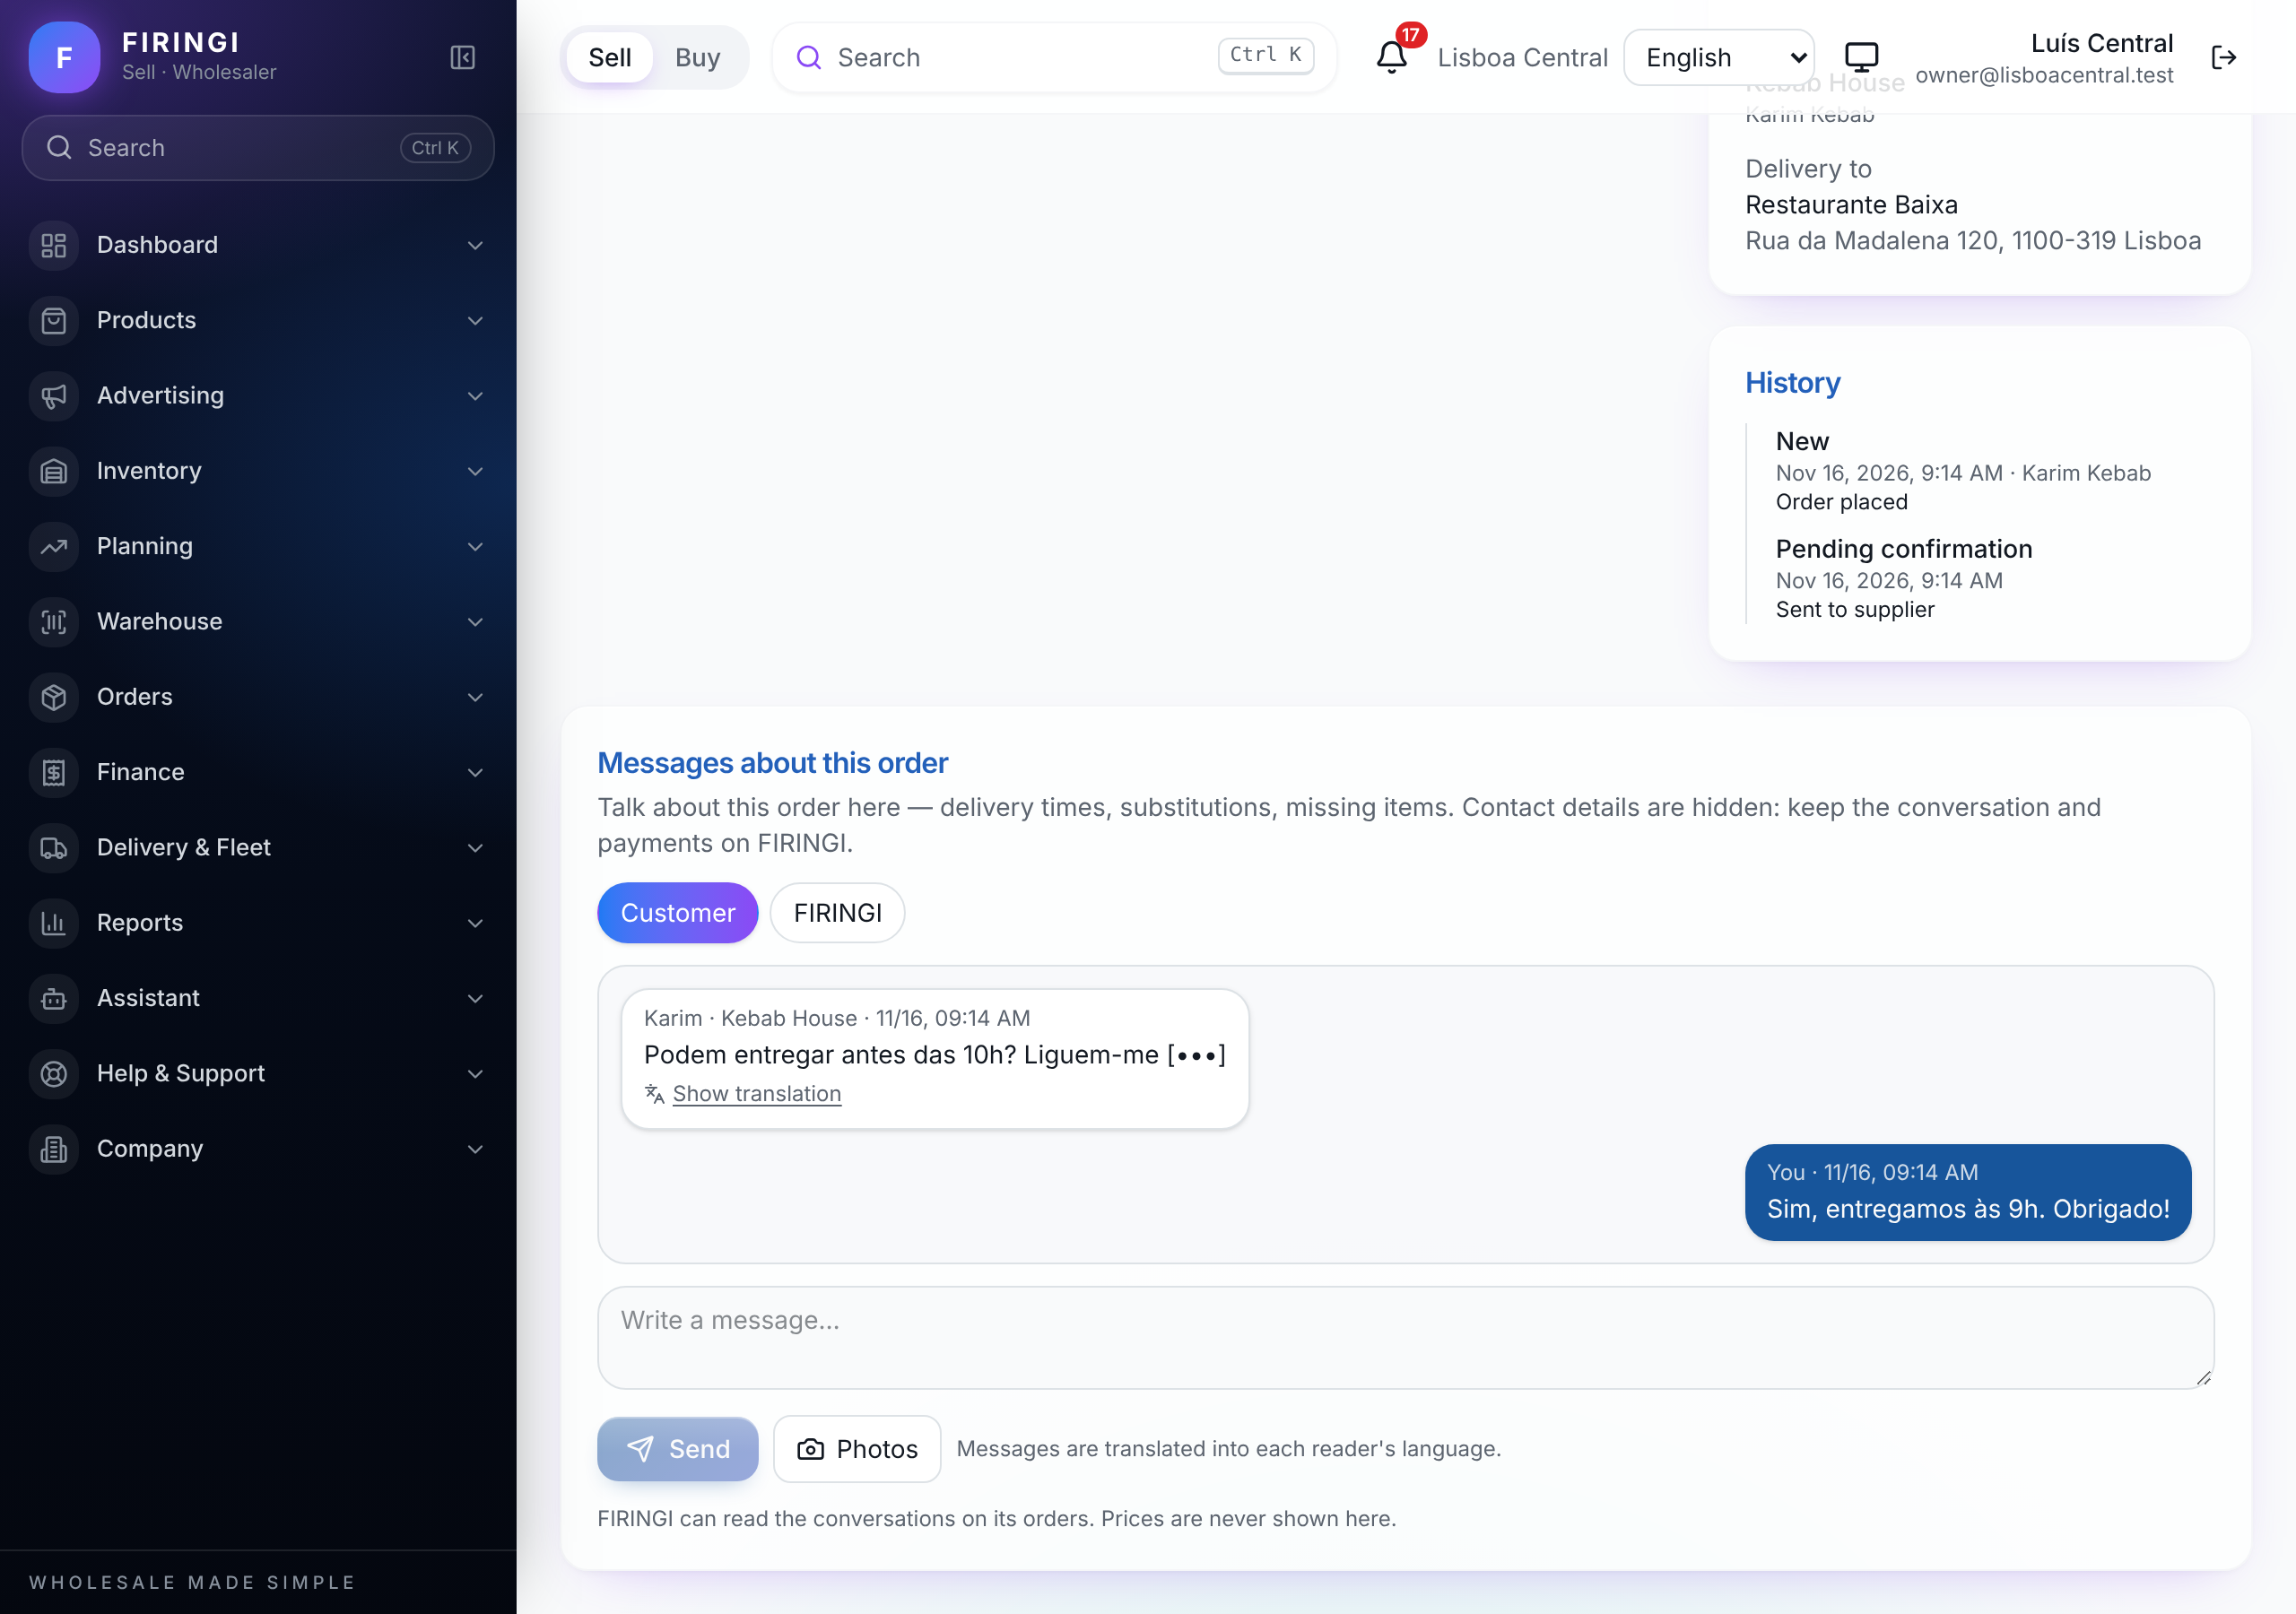 F
FIRINGI
Sell · Wholesaler
Search
Ctrl K
Dashboard
Products
Advertising
Inventory
Planning
Warehouse
Orders
Finance
Delivery & Fleet
Reports
Assistant
Help & Support
Company
WHOLESALE MADE SIMPLE
Sell
Buy
Search
Ctrl K
17
Lisboa Central
English
Luís Central
owner@lisboacentral.test
Kebab House
Karim Kebab
Delivery to
Restaurante Baixa
Rua da Madalena 120, 1100-319 Lisboa
History
New
Nov 16, 2026, 9:14 AM · Karim Kebab
Order placed
Pending confirmation
Nov 16, 2026, 9:14 AM
Sent to supplier
Messages about this order
Talk about this order here — delivery times, substitutions, missing items. Contact details are hidden: keep the conversation and
payments on FIRINGI.
Customer
FIRINGI
Karim · Kebab House · 11/16, 09:14 AM
Podem entregar antes das 10h? Liguem-me [•••]
Show translation
You · 11/16, 09:14 AM
Sim, entregamos às 9h. Obrigado!
Write a message...
Send
Photos
Messages are translated into each reader's language.
FIRINGI can read the conversations on its orders. Prices are never shown here.